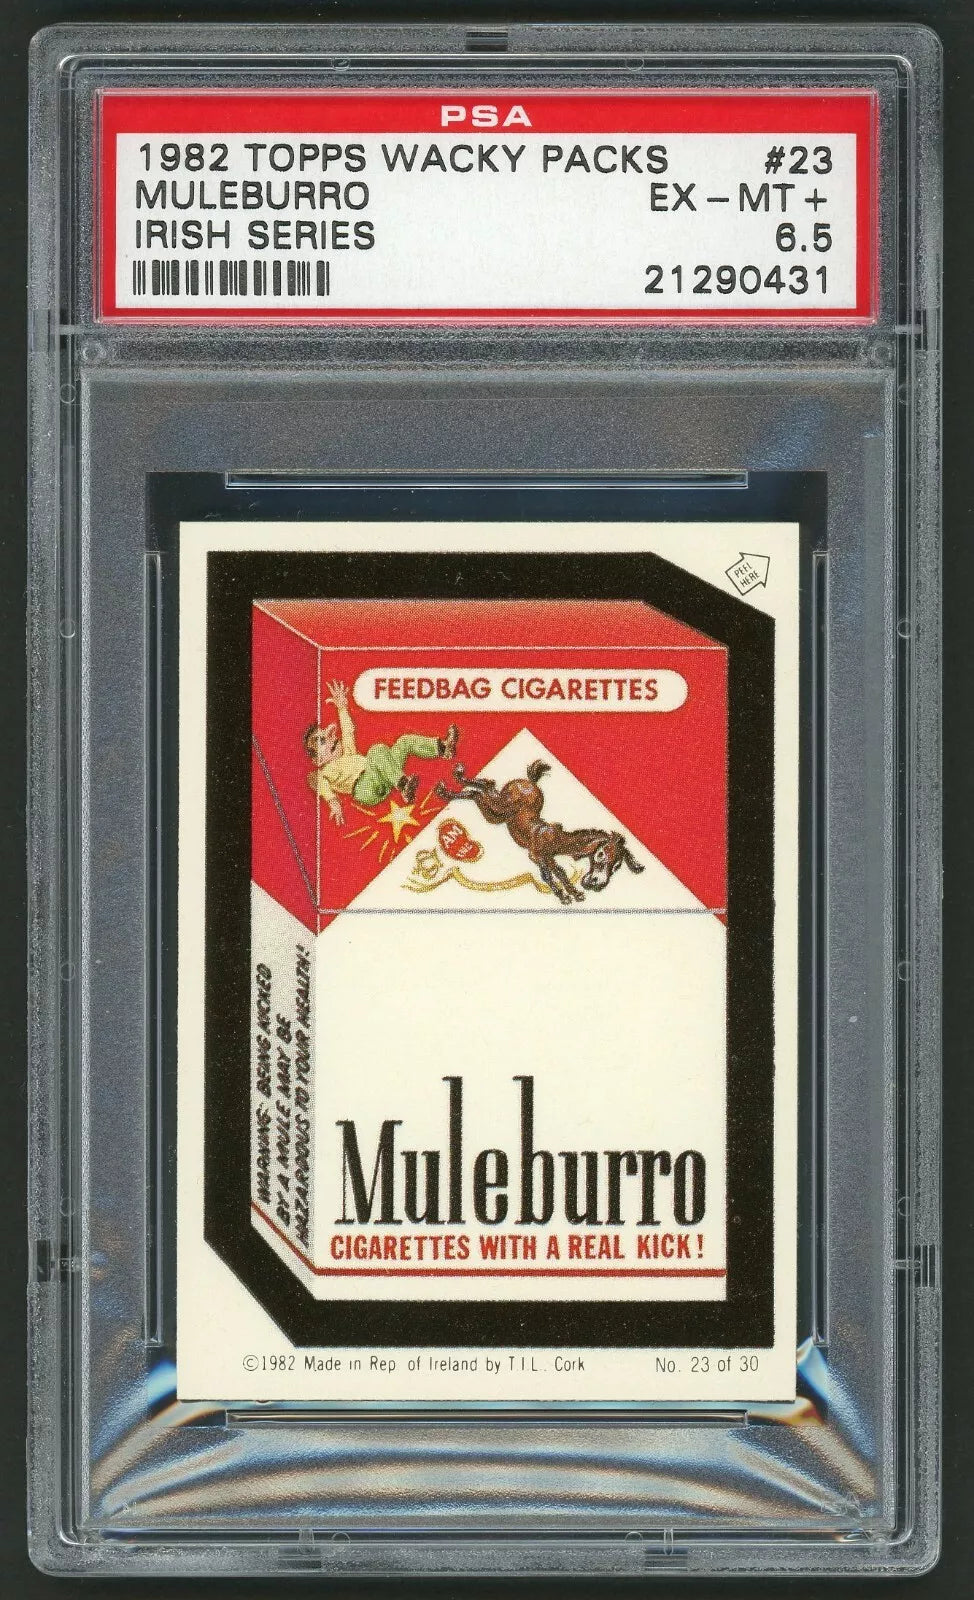 PSA
1982 TOPPS WACKY PACKS #23
MULEBURRO EX-MT+
IRISH SERIES 6.5
21290431
PEEL
HERE
FEEDBAG CIGARETTES
WARNING: BEING KICKED
BY A MULE MAY BE
HAZARDOUS TO YOUR HEALTH!
Muleburro
CIGARETTES WITH A REAL KICK!
©1982 Made in Rep. of Ireland by T.I.L. Cork No. 23 of 30